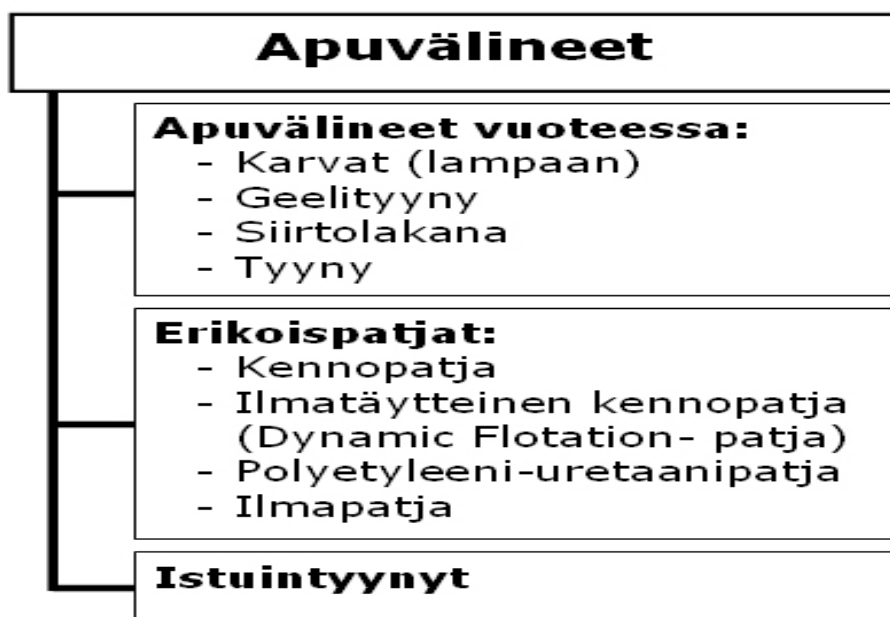 Apuvälineet
Apuvälineet vuoteessa:
- Karvat (lampaan)
- Geelityyny
- Siirtolakana
- Tyyny
Erikoispatjat:
- Kennopatja
- Ilmatäytteinen kennopatja
(Dynamic Flotation- patja)
- Polyetyleeni-uretaanipatja
- Ilmapatja
Istuintyynyt